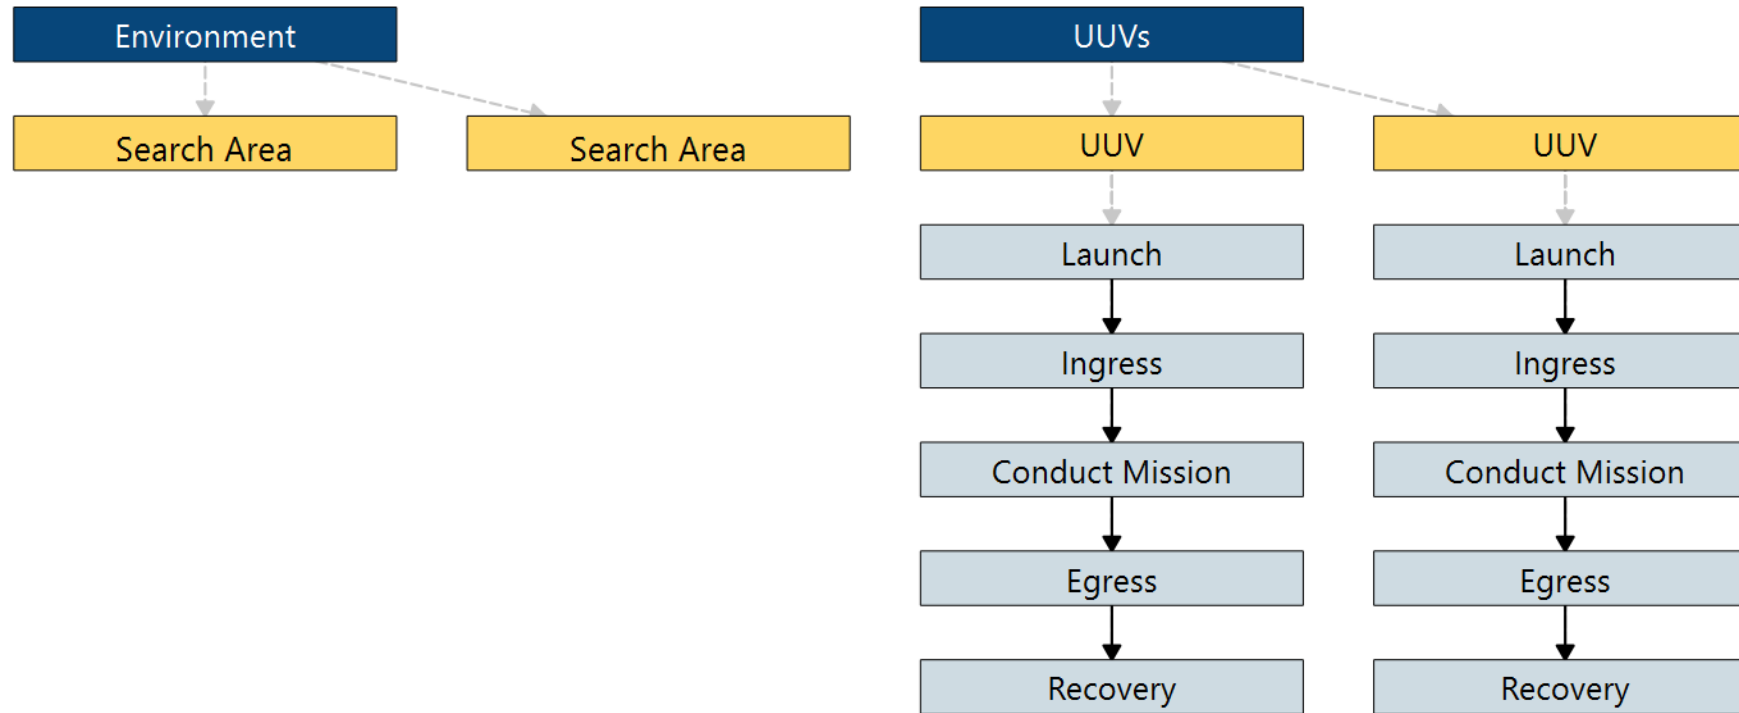 Environment
UUVs
Search Area
Search Area
UUV
UUV
Launch
Launch
Ingress
Ingress
Conduct Mission
Conduct Mission
Egress
Egress
Recovery
Recovery